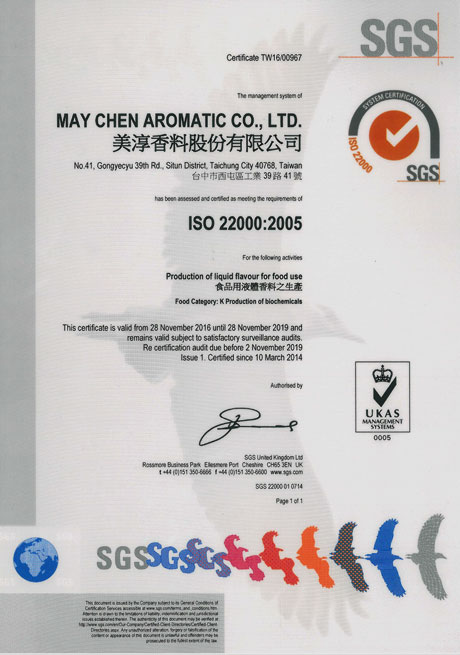 SGS
Certificate TW16/00967
The management system of
MAY CHEN AROMATIC CO., LTD.
美淳香料股份有限公司
No.41, Gongyecyu 39th Rd., Situn District, Taichung City 40768, Taiwan
台中市西屯區工業 39 路 41 號
has been assessed and certified as meeting the requirements of
ISO 22000:2005
For the following activities
Production of liquid flavour for food use
食品用液體香料之生產
Food Category: K Production of biochemicals
This certificate is valid from 28 November 2016 until 28 November 2019 and
remains valid subject to satisfactory surveillance audits.
Re certification audit due before 2 November 2019
Issue 1. Certified since 10 March 2014
Authorised by
SGS United Kingdom Ltd
Rossmore Business Park Ellesmere Port Cheshire CH65 3EN UK
t +44 (0)151 350-6666 f +44 (0)151 350-6600 www.sgs.com
SGS 22000 01 0714
Page 1 of 1
SYSTEM CERTIFICATION
ISO 22000
SGS
UKAS
MANAGEMENT
SYSTEMS
0005
SGS SGS SGS
This document is issued by the Company subject to its General Conditions of
Certification Services accessible at www.sgs.com/terms_and_conditions.htm.
Attention is drawn to the limitations of liability, indemnification and jurisdictional
issues established therein. The authenticity of this document may be verified at
http://www.sgs.com/en/Our-Company/Certified-Client-Directories/Certified-Client-
Directories.aspx. Any unauthorized alteration, forgery or falsification of the
content or appearance of this document is unlawful and offenders may be
prosecuted to the fullest extent of the law.